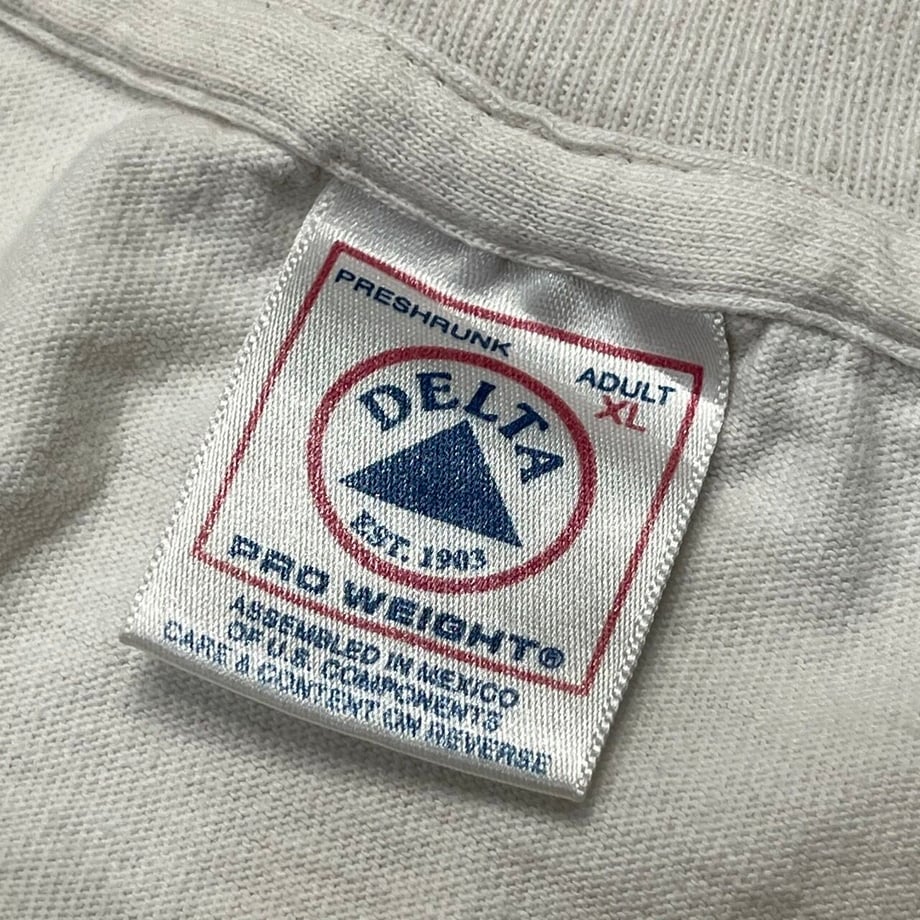 PRESHRUNK
ADULT
XL
DELTA
EST. 1903
PRO WEIGHT®
ASSEMBLED IN MEXICO
OF U.S. COMPONENTS
CARE & CONTENT ON REVERSE